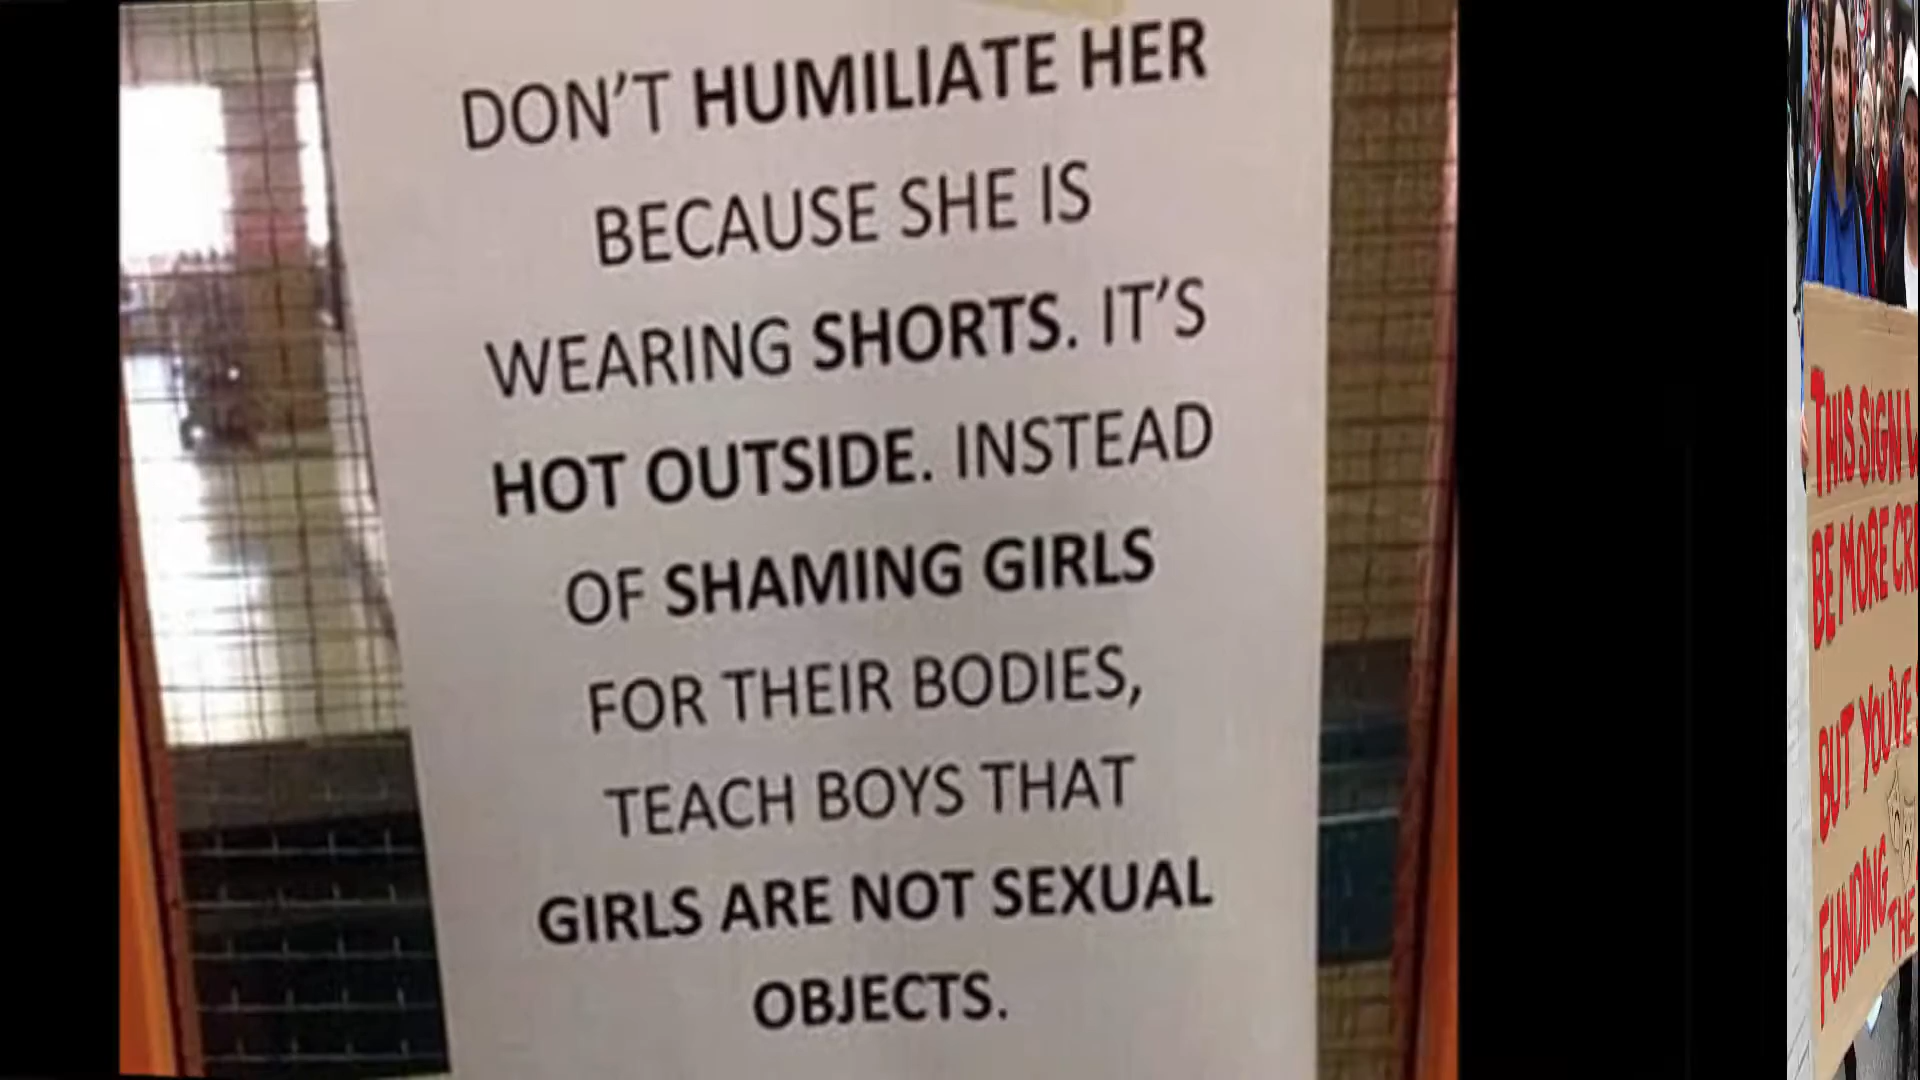 DON'T HUMILIATE HER
BECAUSE SHE IS
WEARING SHORTS. IT'S
HOT OUTSIDE. INSTEAD
OF SHAMING GIRLS
FOR THEIR BODIES,
TEACH BOYS THAT
GIRLS ARE NOT SEXUAL
OBJECTS.
THIS SIGN
BE MORE
BUT YOU'VE
FUNDING
THE